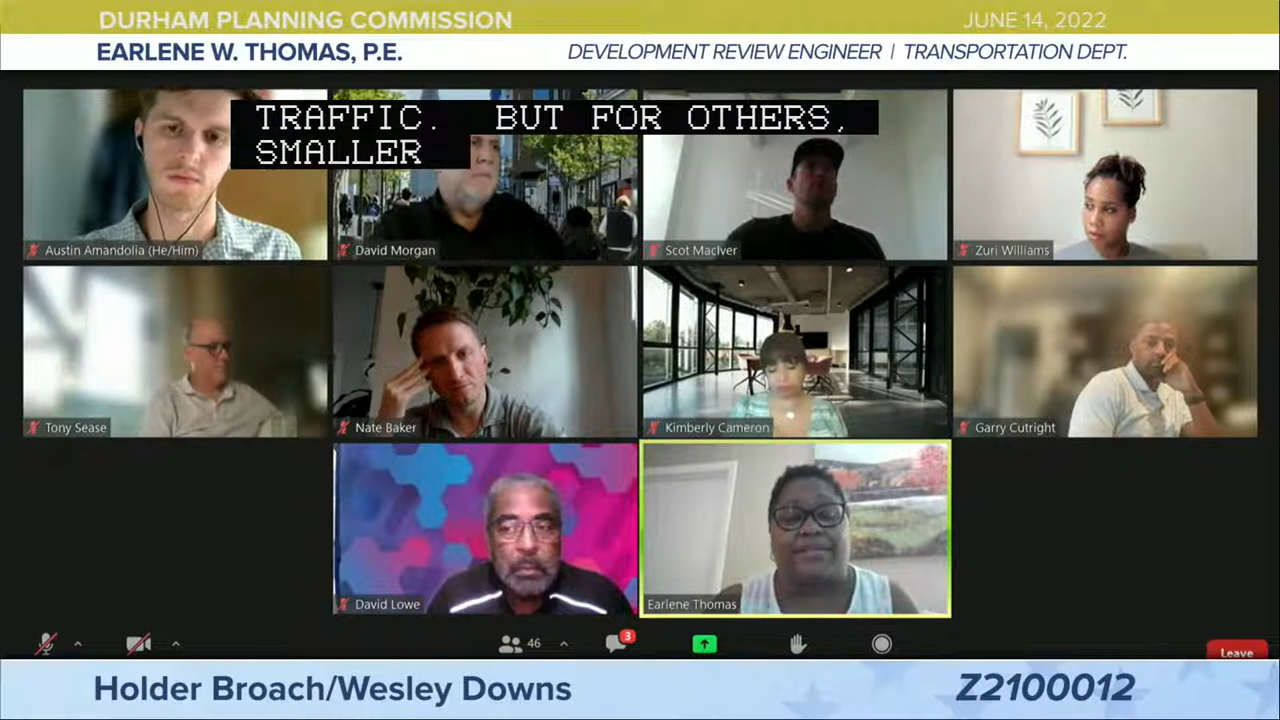 DURHAM PLANNING COMMISSION
JUNE 14, 2022
EARLENE W. THOMAS, P.E.
DEVELOPMENT REVIEW ENGINEER | TRANSPORTATION DEPT.
TRAFFIC. BUT FOR OTHERS,
SMALLER
Austin Amandolia (He/Him)
David Morgan
Scot MacIver
Zuri Williams
Tony Sease
Nate Baker
Kimberly Cameron
Garry Cutright
David Lowe
Earlene Thomas
46
3
Leave
Holder Broach/Wesley Downs
Z2100012